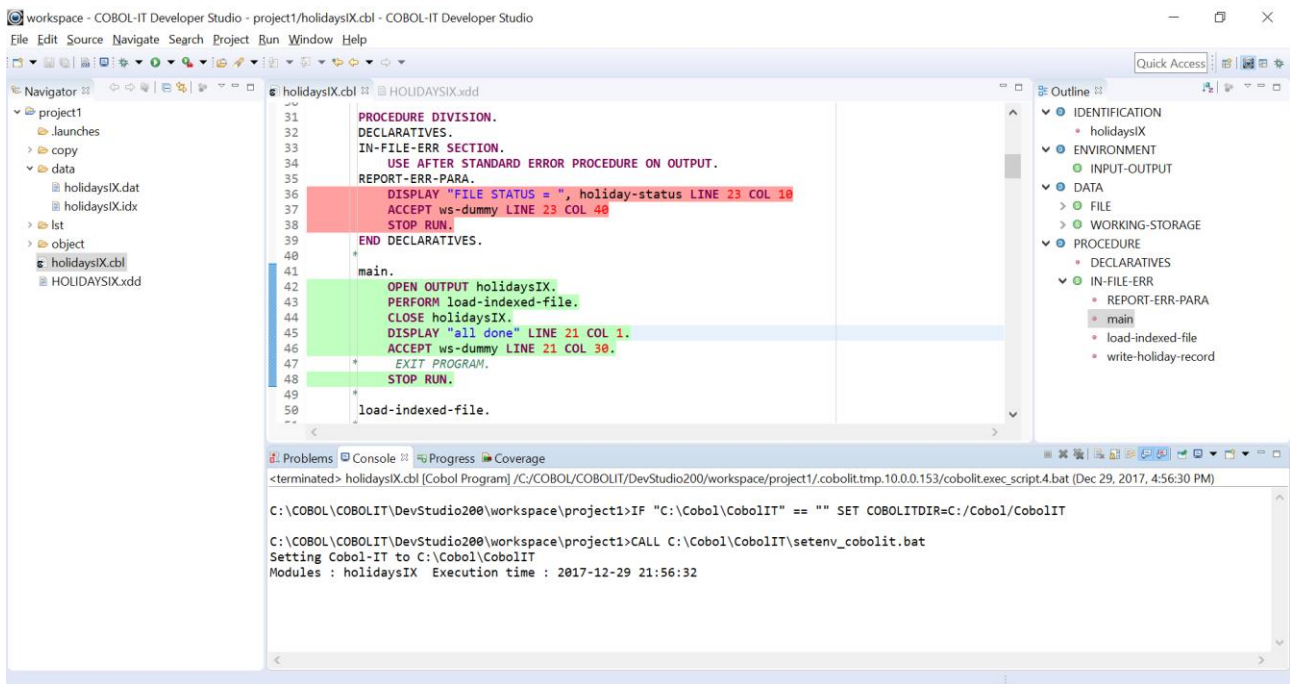 workspace - COBOL-IT Developer Studio - project1/holidaysIX.cbl - COBOL-IT Developer Studio
File Edit Source Navigate Search Project Run Window Help
Quick Access
Navigator
project1
.launches
copy
data
holidaysIX.dat
holidaysIX.idx
lst
object
holidaysIX.cbl
HOLIDAYSIX.xdd
holidaysIX.cbl HOLIDAYSIX.xdd
31 PROCEDURE DIVISION.
32 DECLARATIVES.
33 IN-FILE-ERR SECTION.
34 USE AFTER STANDARD ERROR PROCEDURE ON OUTPUT.
35 REPORT-ERR-PARA.
36 DISPLAY "FILE STATUS = ", holiday-status LINE 23 COL 10
37 ACCEPT ws-dummy LINE 23 COL 40
38 STOP RUN.
39 END DECLARATIVES.
40 *
41 main.
42 OPEN OUTPUT holidaysIX.
43 PERFORM load-indexed-file.
44 CLOSE holidaysIX.
45 DISPLAY "all done" LINE 21 COL 1.
46 ACCEPT ws-dummy LINE 21 COL 30.
47 * EXIT PROGRAM.
48 STOP RUN.
49 *
50 load-indexed-file.
Outline
IDENTIFICATION
holidaysIX
ENVIRONMENT
INPUT-OUTPUT
DATA
FILE
WORKING-STORAGE
PROCEDURE
DECLARATIVES
IN-FILE-ERR
REPORT-ERR-PARA
main
load-indexed-file
write-holiday-record
Problems Console Progress Coverage
<terminated> holidaysIX.cbl [Cobol Program] /C:/COBOL/COBOLIT/DevStudio200/workspace/project1/.cobolit.tmp.10.0.0.153/cobolit.exec_script.4.bat (Dec 29, 2017, 4:56:30 PM)
C:\COBOL\COBOLIT\DevStudio200\workspace\project1>IF "C:\Cobol\CobolIT" == "" SET COBOLITDIR=C:/Cobol/CobolIT
C:\COBOL\COBOLIT\DevStudio200\workspace\project1>CALL C:\Cobol\CobolIT\setenv_cobolit.bat
Setting Cobol-IT to C:\Cobol\CobolIT
Modules : holidaysIX Execution time : 2017-12-29 21:56:32